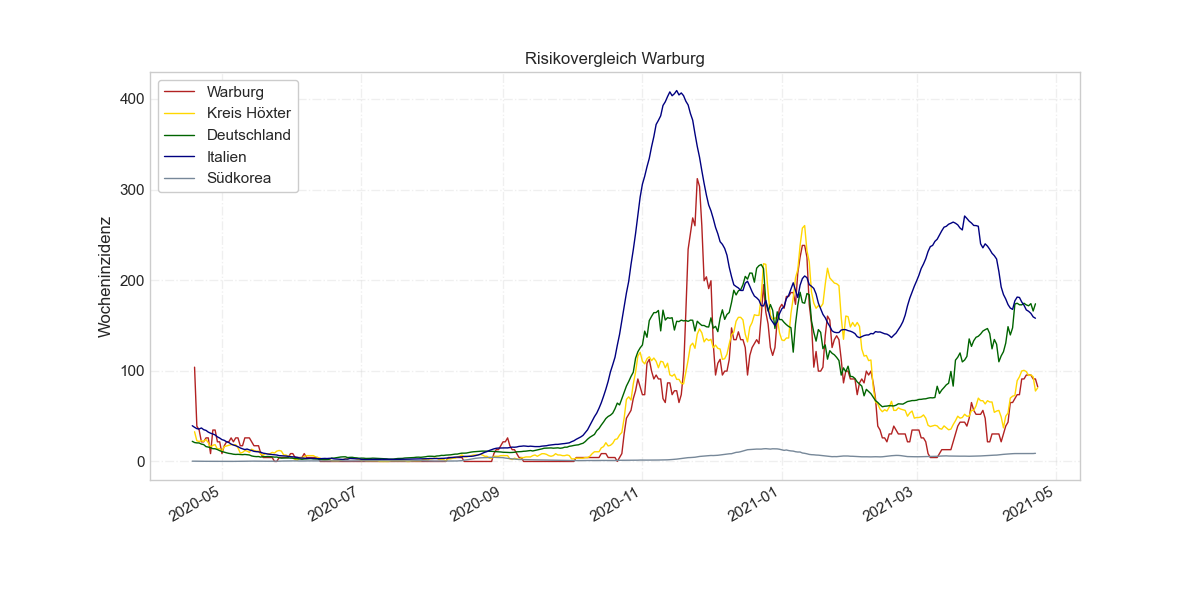 Risikovergleich Warburg
Wocheninzidenz
400
300
200
100
0
Warburg
Kreis Höxter
Deutschland
Italien
Südkorea
2020-05
2020-07
2020-09
2020-11
2021-01
2021-03
2021-05